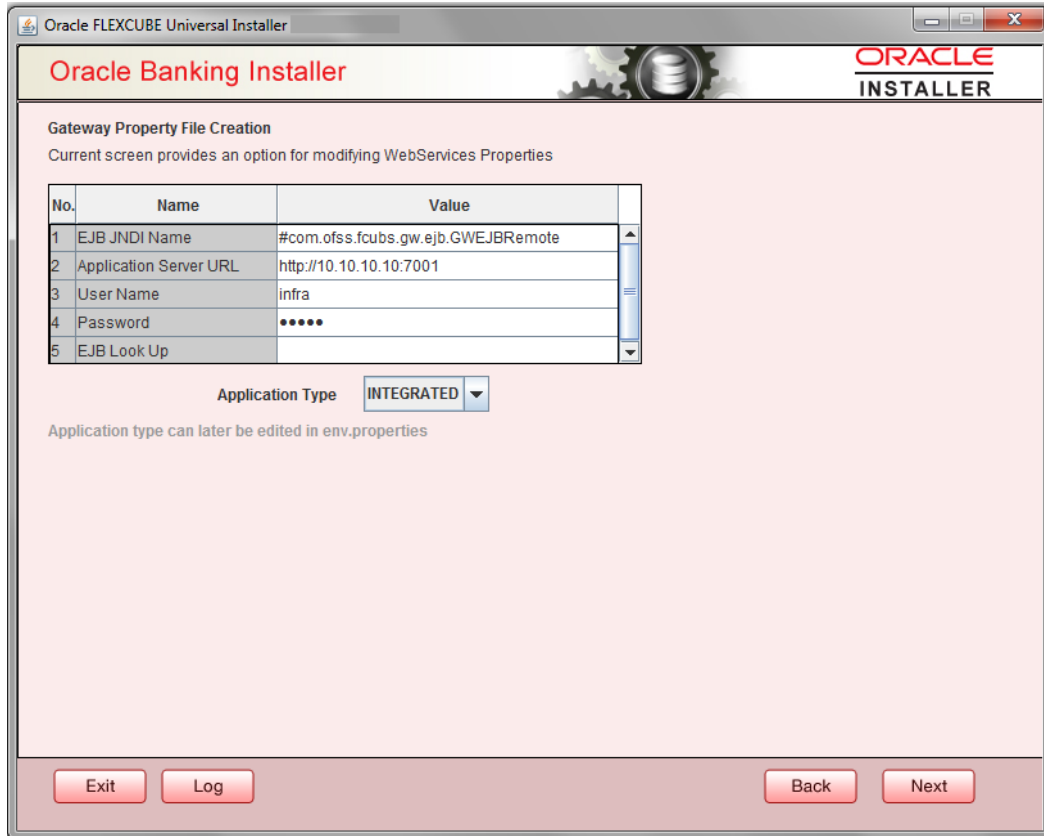 Oracle FLEXCUBE Universal Installer
Oracle Banking Installer
ORACLE
INSTALLER
Gateway Property File Creation
Current screen provides an option for modifying WebServices Properties
No. Name Value
1 EJB JNDI Name #com.ofss.fcubs.gw.ejb.GWEJBRemote
2 Application Server URL http://10.10.10.10:7001
3 User Name infra
4 Password •••••
5 EJB Look Up
Application Type INTEGRATED
Application type can later be edited in env.properties
Exit Log Back Next